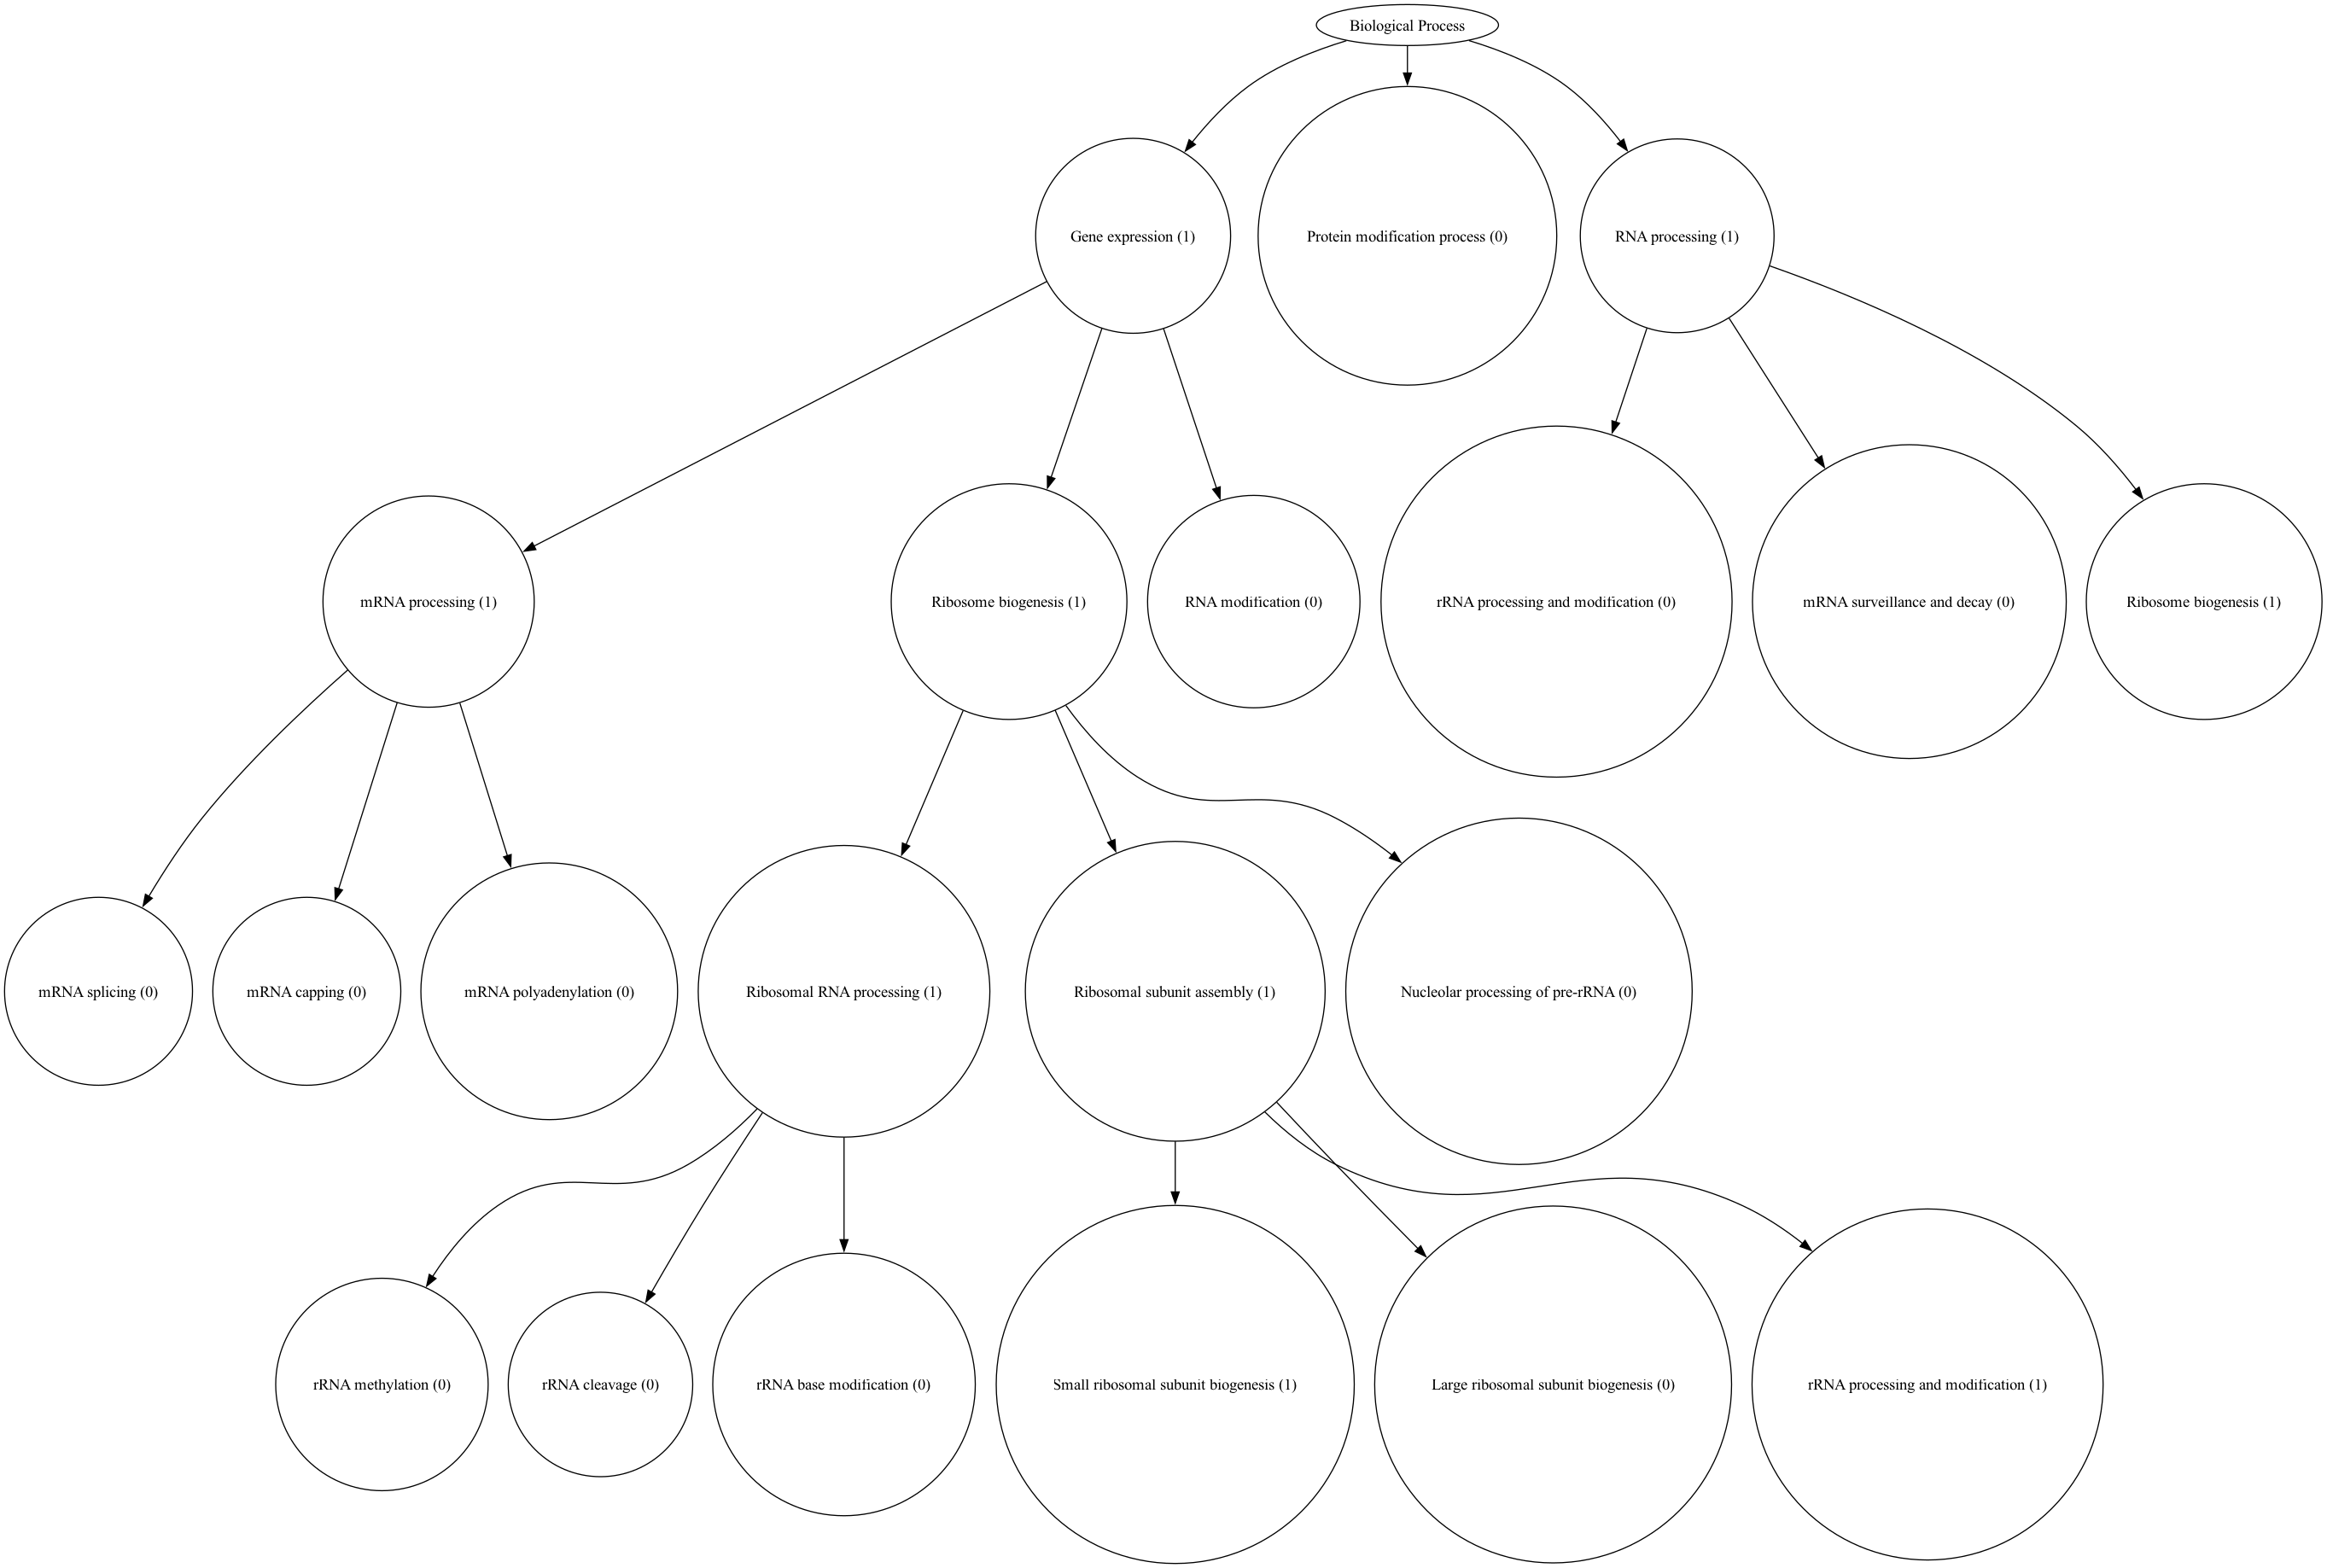 Biological Process
Gene expression (1)
Protein modification process (0)
RNA processing (1)
mRNA processing (1)
Ribosome biogenesis (1)
RNA modification (0)
rRNA processing and modification (0)
mRNA surveillance and decay (0)
Ribosome biogenesis (1)
mRNA splicing (0)
mRNA capping (0)
mRNA polyadenylation (0)
Ribosomal RNA processing (1)
Ribosomal subunit assembly (1)
Nucleolar processing of pre-rRNA (0)
rRNA methylation (0)
rRNA cleavage (0)
rRNA base modification (0)
Small ribosomal subunit biogenesis (1)
Large ribosomal subunit biogenesis (0)
rRNA processing and modification (1)